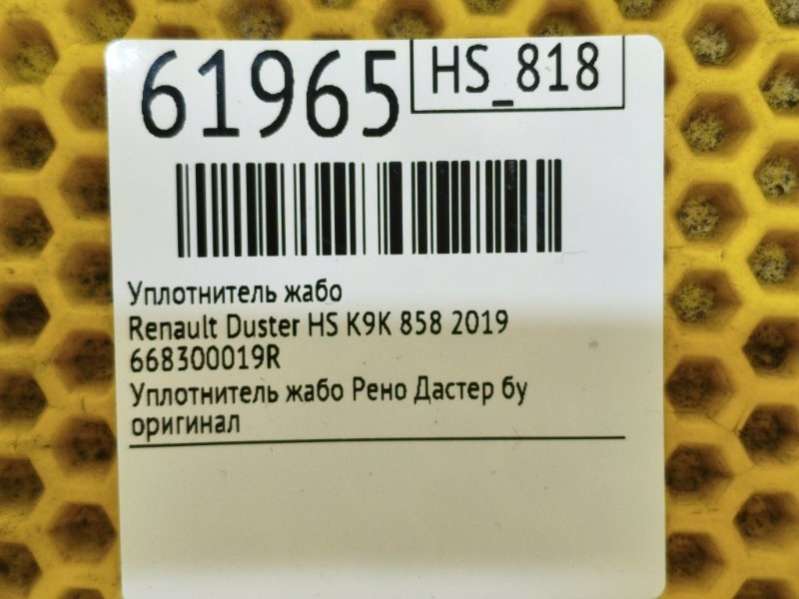 61965
HS_818
Уплотнитель жабо
Renault Duster HS K9K 858 2019
668300019R
Уплотнитель жабо Рено Дастер бу
оригинал